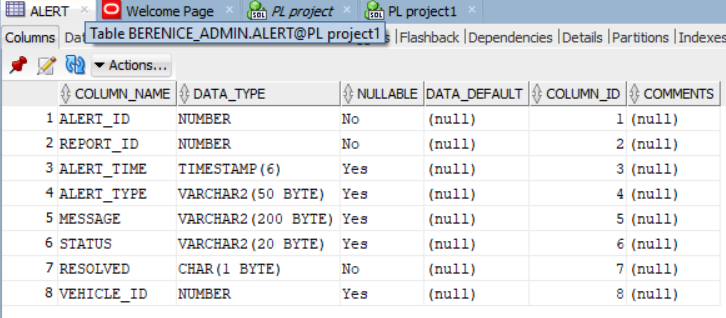 ALERT Welcome Page PL project PL project1
Columns Dat Table BERENICE_ADMIN.ALERT@PL project1 s | Flashback | Dependencies | Details | Partitions | Indexes
Actions...
COLUMN_NAME DATA_TYPE NULLABLE DATA_DEFAULT COLUMN_ID COMMENTS
1 ALERT_ID NUMBER No (null) 1 (null)
2 REPORT_ID NUMBER No (null) 2 (null)
3 ALERT_TIME TIMESTAMP(6) Yes (null) 3 (null)
4 ALERT_TYPE VARCHAR2(50 BYTE) Yes (null) 4 (null)
5 MESSAGE VARCHAR2(200 BYTE) Yes (null) 5 (null)
6 STATUS VARCHAR2(20 BYTE) Yes (null) 6 (null)
7 RESOLVED CHAR(1 BYTE) No (null) 7 (null)
8 VEHICLE_ID NUMBER Yes (null) 8 (null)